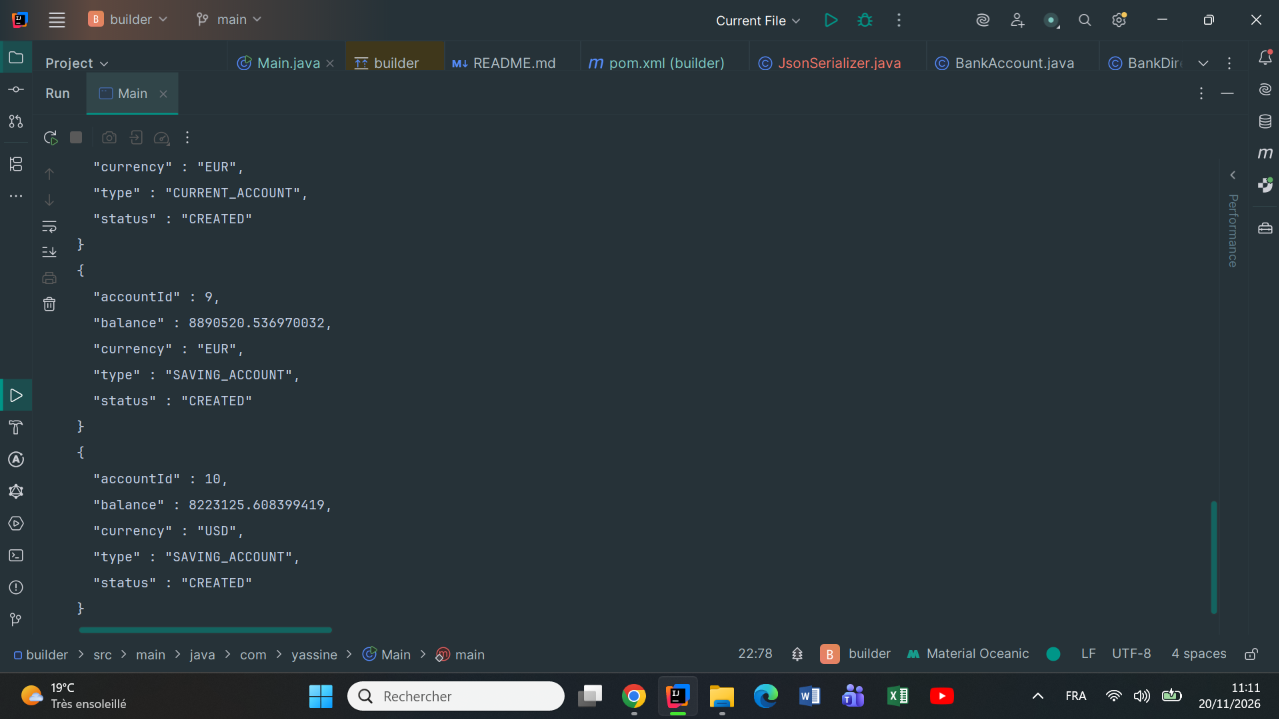 B builder main Current File
Project Main.java builder README.md pom.xml (builder) JsonSerializer.java BankAccount.java BankDir
Run Main
"currency" : "EUR",
"type" : "CURRENT_ACCOUNT",
"status" : "CREATED"
}
{
"accountId" : 9,
"balance" : 8890520.536970032,
"currency" : "EUR",
"type" : "SAVING_ACCOUNT",
"status" : "CREATED"
}
{
"accountId" : 10,
"balance" : 8223125.608399419,
"currency" : "USD",
"type" : "SAVING_ACCOUNT",
"status" : "CREATED"
}
Performance
builder > src > main > java > com > yassine > Main > main 22:78 B builder Material Oceanic LF UTF-8 4 spaces
19°C
Très ensoleillé
Rechercher
FRA
11:11
20/11/2026